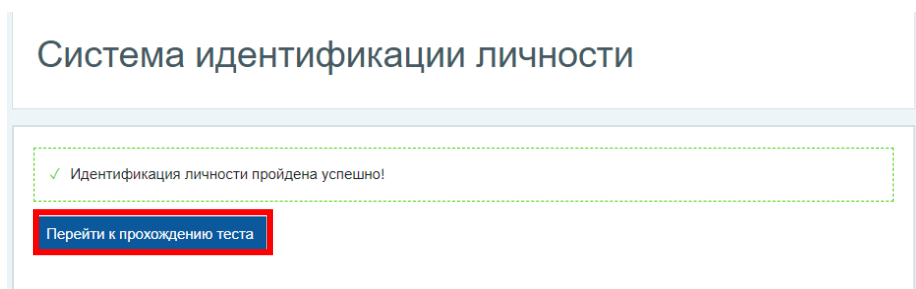 Система идентификации личности
✓ Идентификация личности пройдена успешно!
Перейти к прохождению теста